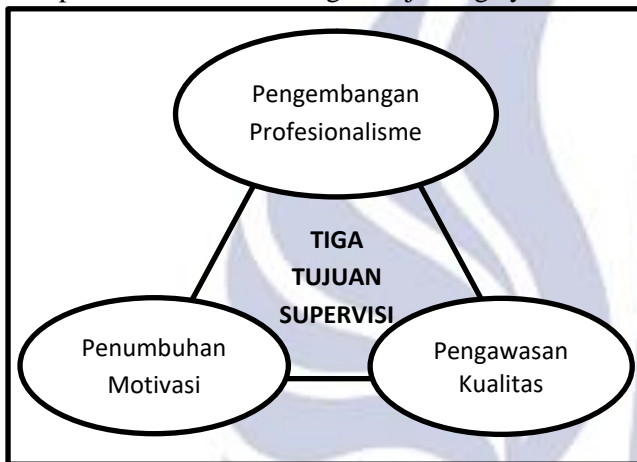 Pengembangan
Profesionalisme
TIGA
TUJUAN
SUPERVISI
Penumbuhan
Motivasi
Pengawasan
Kualitas